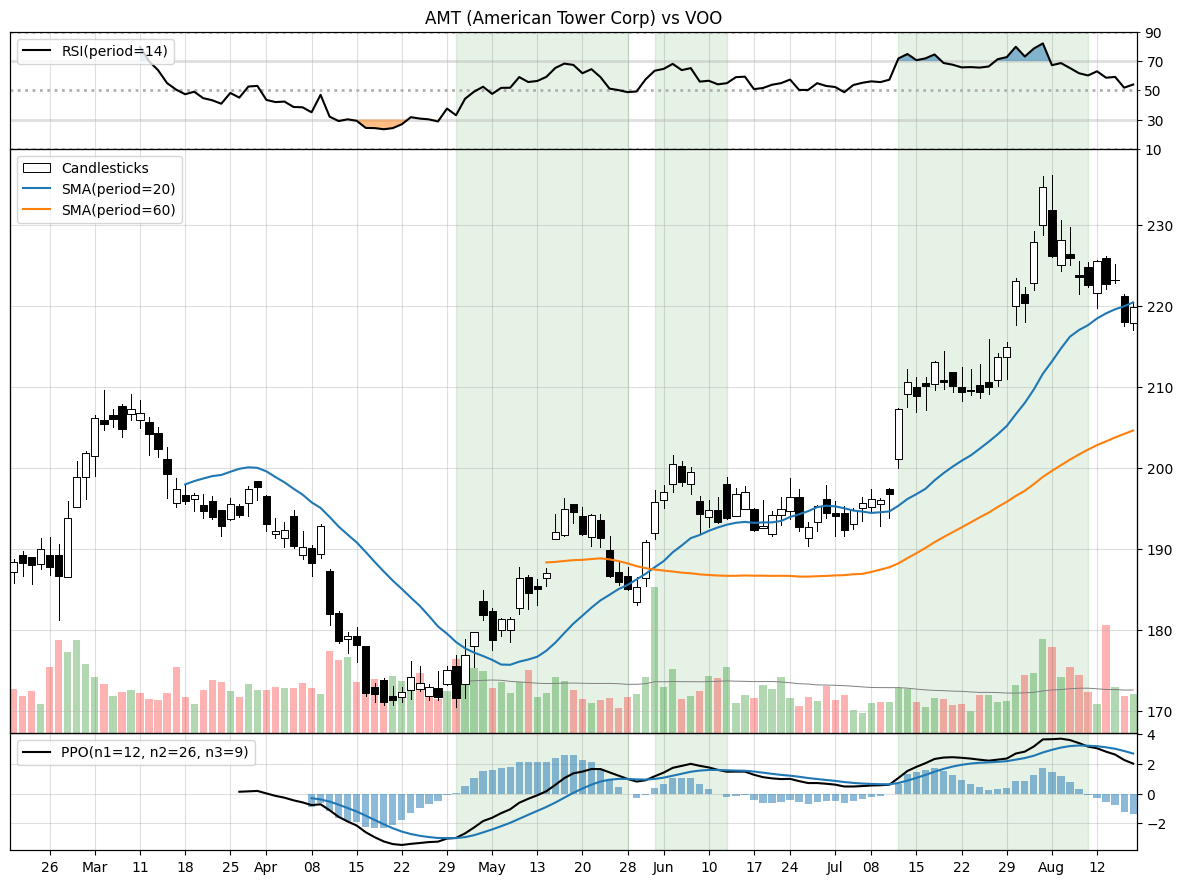 AMT (American Tower Corp) vs VOO
RSI(period=14)
90
70
50
30
10
Candlesticks
SMA(period=20)
SMA(period=60)
230
220
210
200
190
180
170
PPO(n1=12, n2=26, n3=9)
4
2
0
−2
26 Mar 11 18 25 Apr 08 15 22 29 May 13 20 28 Jun 10 17 24 Jul 08 15 22 29 Aug 12